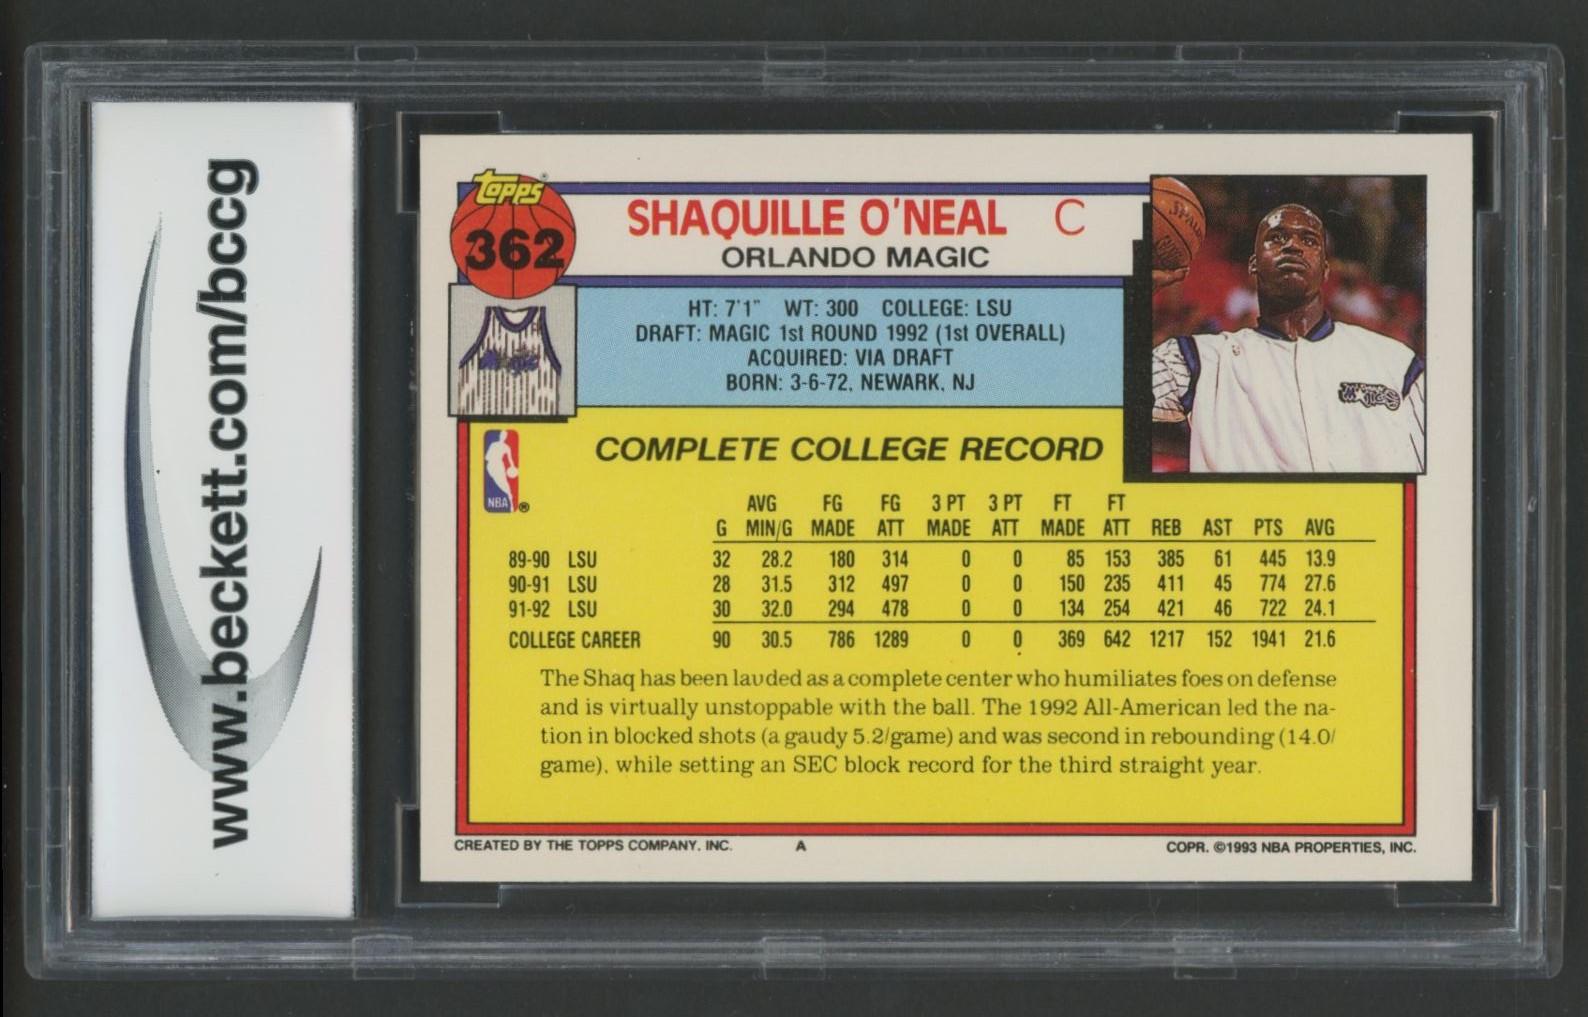 www.beckett.com/bccg
Topps
362
SHAQUILLE O'NEAL C
ORLANDO MAGIC
HT: 7'1" WT: 300 COLLEGE: LSU
DRAFT: MAGIC 1st ROUND 1992 (1st OVERALL)
ACQUIRED: VIA DRAFT
BORN: 3-6-72, NEWARK, NJ
NBA ®
COMPLETE COLLEGE RECORD
AVG FG FG 3 PT 3 PT FT FT
G MIN/G MADE ATT MADE ATT MADE ATT REB AST PTS AVG
89-90 LSU 32 28.2 180 314 0 0 85 153 385 61 445 13.9
90-91 LSU 28 31.5 312 497 0 0 150 235 411 45 774 27.6
91-92 LSU 30 32.0 294 478 0 0 134 254 421 46 722 24.1
COLLEGE CAREER 90 30.5 786 1289 0 0 369 642 1217 152 1941 21.6
The Shaq has been lauded as a complete center who humiliates foes on defense
and is virtually unstoppable with the ball. The 1992 All-American led the na-
tion in blocked shots (a gaudy 5.2/game) and was second in rebounding (14.0/
game), while setting an SEC block record for the third straight year.
CREATED BY THE TOPPS COMPANY, INC. A COPR. ©1993 NBA PROPERTIES, INC.